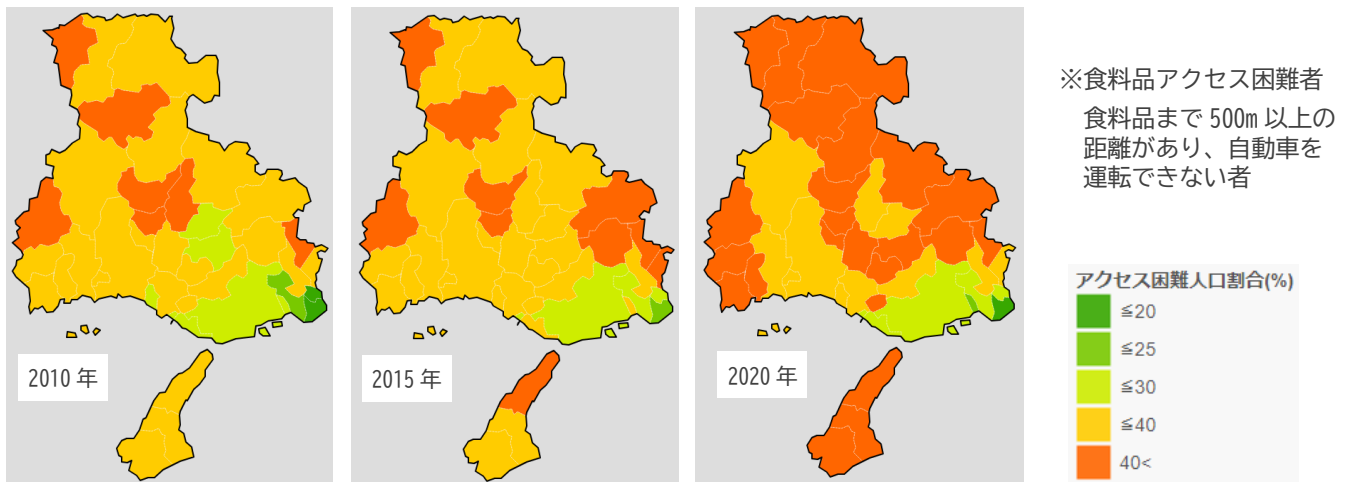 2010 年
2015 年
2020 年
※食料品アクセス困難者
食料品まで 500m 以上の
距離があり、自動車を
運転できない者
アクセス困難人口割合(%)
≦20
≦25
≦30
≦40
40<